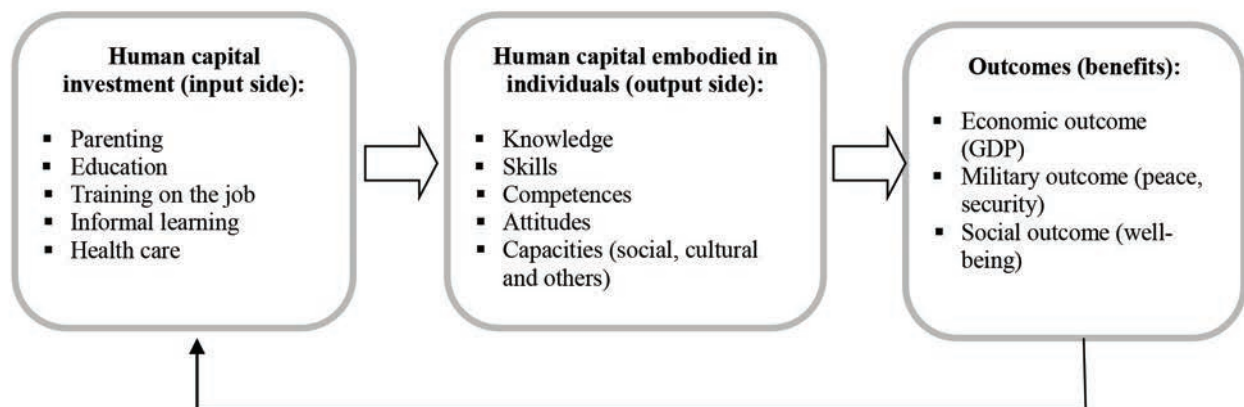 Human capital
investment (input side):
▪ Parenting
▪ Education
▪ Training on the job
▪ Informal learning
▪ Health care
Human capital embodied in
individuals (output side):
▪ Knowledge
▪ Skills
▪ Competences
▪ Attitudes
▪ Capacities (social, cultural
and others)
Outcomes (benefits):
▪ Economic outcome
(GDP)
▪ Military outcome (peace,
security)
▪ Social outcome (well-
being)